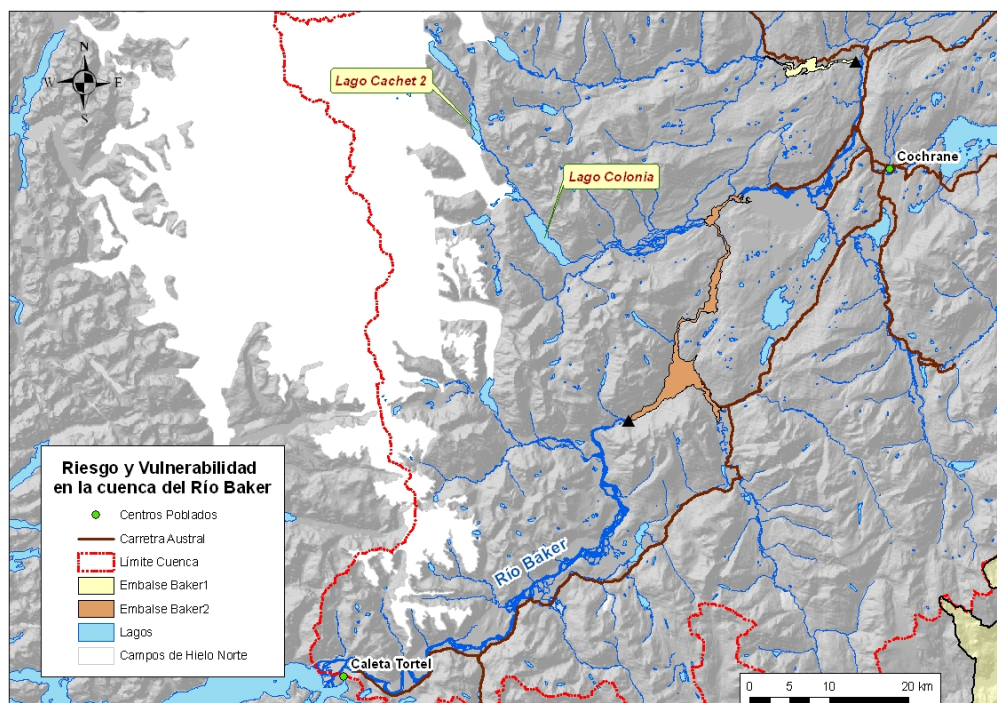 N
W E
S
Lago Cachet 2
Lago Colonia
Cochrane
Río Baker
Caleta Tortel
Riesgo y Vulnerabilidad
en la cuenca del Río Baker
Centros Poblados
Carretra Austral
Límite Cuenca
Embalse Baker1
Embalse Baker2
Lagos
Campos de Hielo Norte
0 5 10 20 km